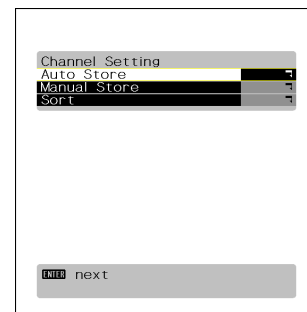 Channel Setting
Auto Store
Manual Store
Sort
ENTER next